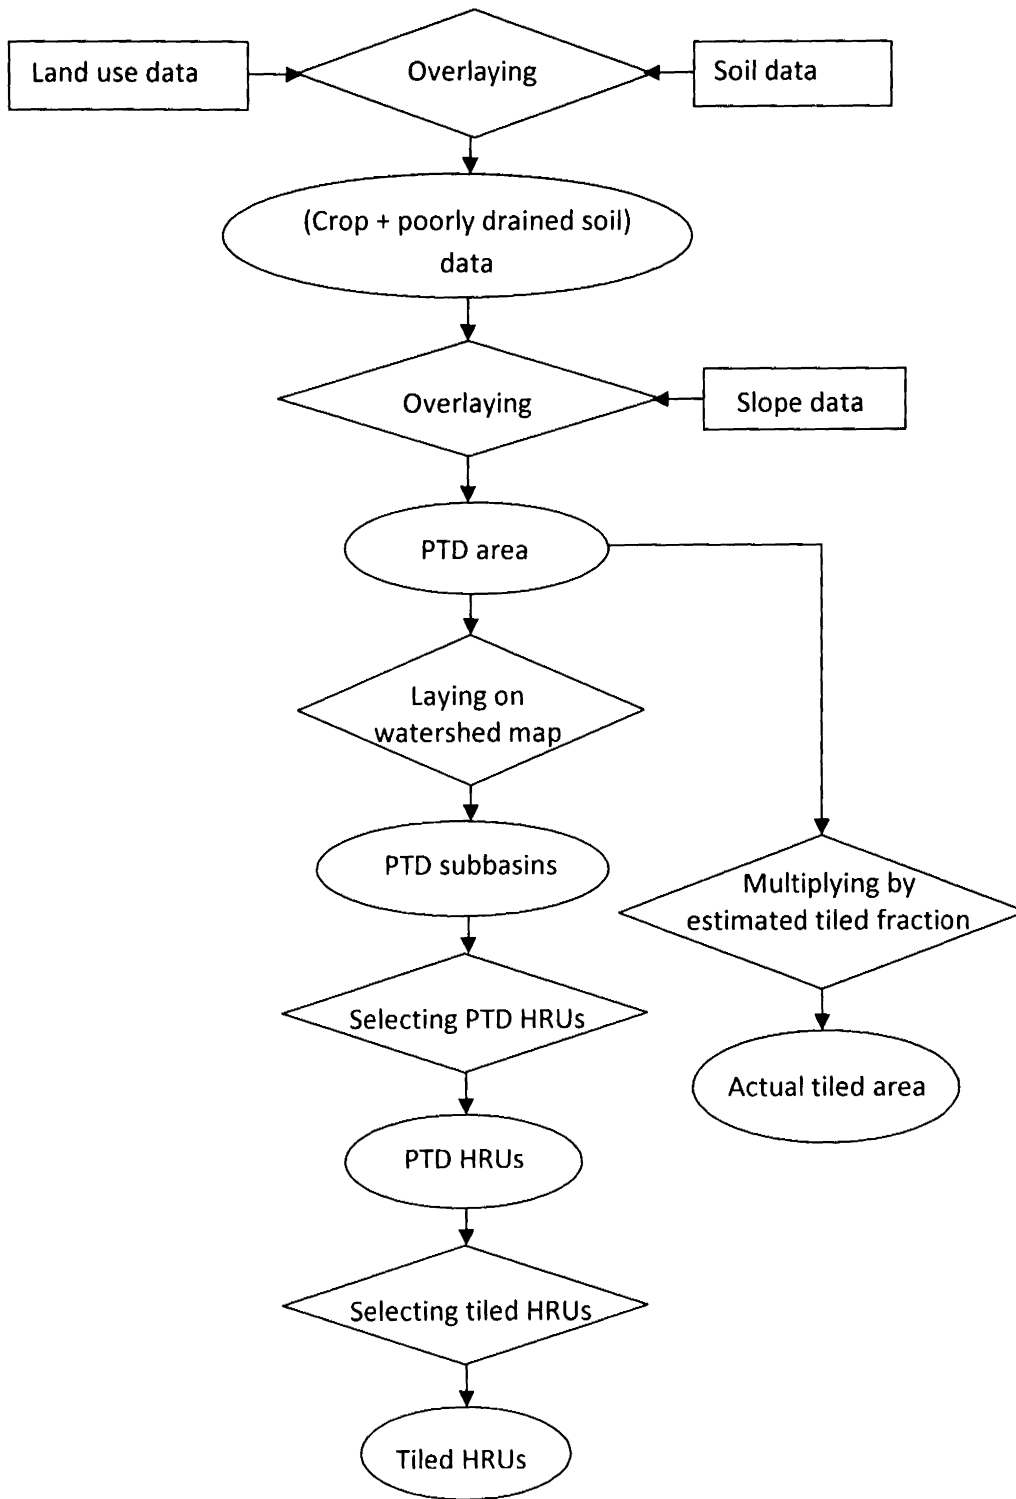 Land use data
Overlaying
Soil data
(Crop + poorly drained soil)
data
Overlaying
Slope data
PTD area
Laying on
watershed map
PTD subbasins
Multiplying by
estimated tiled fraction
Selecting PTD HRUs
Actual tiled area
PTD HRUs
Selecting tiled HRUs
Tiled HRUs